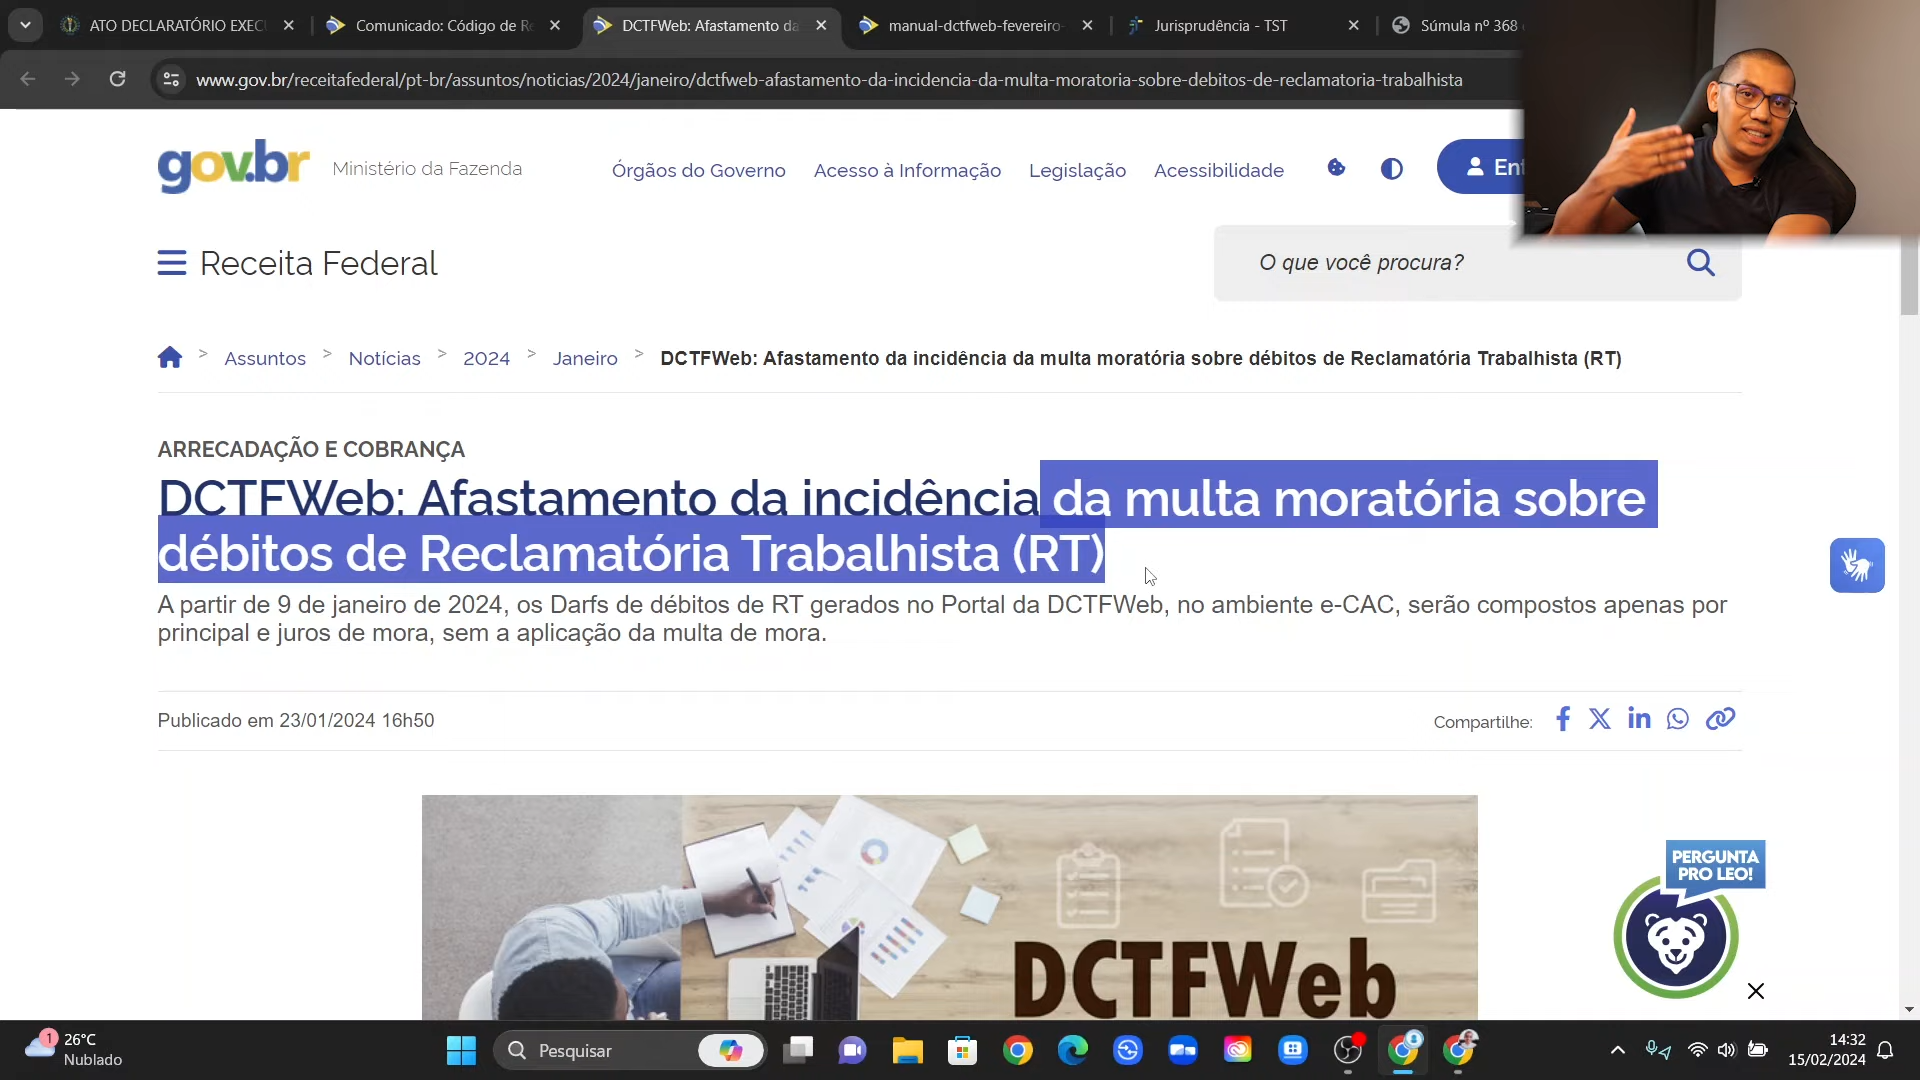 ATO DECLARATÓRIO EXECU
Comunicado: Código de Re
DCTFWeb: Afastamento da
manual-dctfweb-fevereiro-
Jurisprudência - TST
Súmula nº 368
www.gov.br/receitafederal/pt-br/assuntos/noticias/2024/janeiro/dctfweb-afastamento-da-incidencia-da-multa-moratoria-sobre-debitos-de-reclamatoria-trabalhista
gov.br
Ministério da Fazenda
Órgãos do Governo
Acesso à Informação
Legislação
Acessibilidade
Ent
Receita Federal
O que você procura?
> Assuntos > Notícias > 2024 > Janeiro > DCTFWeb: Afastamento da incidência da multa moratória sobre débitos de Reclamatória Trabalhista (RT)
ARRECADAÇÃO E COBRANÇA
DCTFWeb: Afastamento da incidência da multa moratória sobre
débitos de Reclamatória Trabalhista (RT)
A partir de 9 de janeiro de 2024, os Darfs de débitos de RT gerados no Portal da DCTFWeb, no ambiente e-CAC, serão compostos apenas por
principal e juros de mora, sem a aplicação da multa de mora.
Publicado em 23/01/2024 16h50
Compartilhe:
PERGUNTA
PRO LEO!
DCTFWeb
1
26°C
Nublado
Pesquisar
14:32
15/02/2024